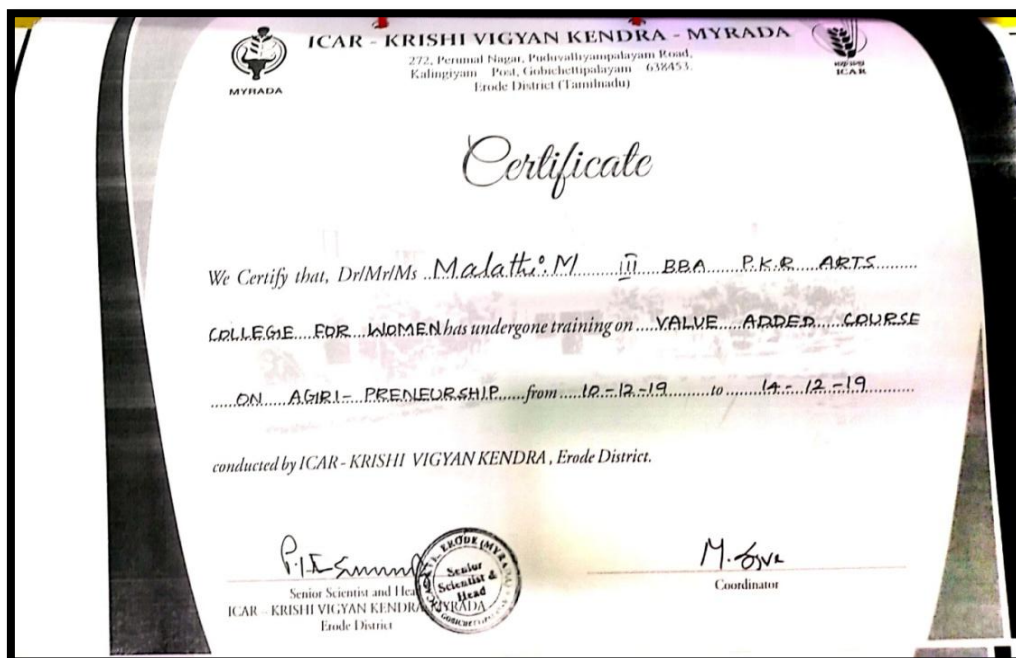 ICAR - KRISHI VIGYAN KENDRA - MYRADA
272, Perumal Nagar, Puduvalliyampalayam Road,
Kalingiyam Post, Gobichettipalayam 638453.
Erode District (Tamilnadu)
MYRADA
ICAR
Certificate
We Certify that, Dr/Mr/Ms Malathi.M III BBA P.K.R ARTS
COLLEGE FOR WOMEN has undergone training on VALUE ADDED COURSE
ON AGRI-PRENEURSHIP from 10-12-19 to 14-12-19
conducted by ICAR - KRISHI VIGYAN KENDRA, Erode District.
Senior Scientist & Head
Senior Scientist and Hea
Coordinator
ICAR - KRISHI VIGYAN KENDRA, MYRADA
Erode District